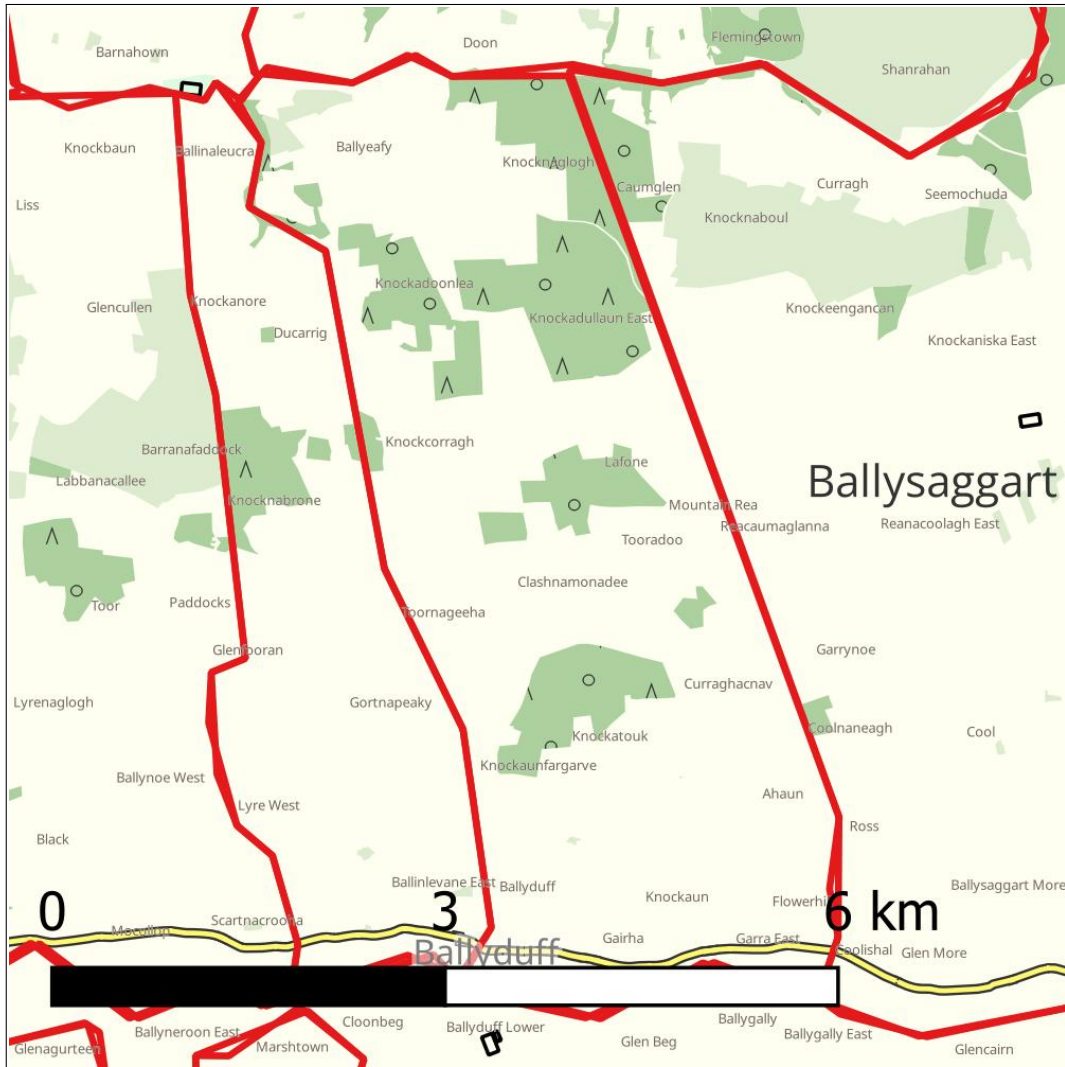 Doon
Flemingstown
Barnahown
Shanrahan
Knockbaun
Ballinaleucra
Ballyeafy
Knocknaglogh
Caumglen
Curragh
Seemochuda
Liss
Knocknaboul
Knockadoonlea
Glencullen
Knockanore
Knockeengancan
Knockadullaun East
Ducarrig
Knockaniska East
Knockcorragh
Barranafaddock
Lafone
Labbanacallee
Ballysaggart
Knocknabrone
Mountain Rea
Reacaumaglanna
Reanacoolagh East
Tooradoo
Clashnamonadee
Toor
Paddocks
Toornageeha
Glenfooran
Garrynoe
Curraghacnav
Lyrenaglogh
Gortnapeaky
Coolnaneagh
Cool
Knockatouk
Knockaunfargarve
Ballynoe West
Lyre West
Ahaun
Ross
Black
Ballinlevane East
Ballyduff
Ballysaggart More
Knockaun
0
3
6 km
Scartnacrooha
Mocollop
Gairha
Garra East
Coolishal
Glen More
Ballyduff
Ballyneroon East
Cloonbeg
Ballyduff Lower
Ballygally
Ballygally East
Glenagurteen
Marshtown
Glen Beg
Glencairn